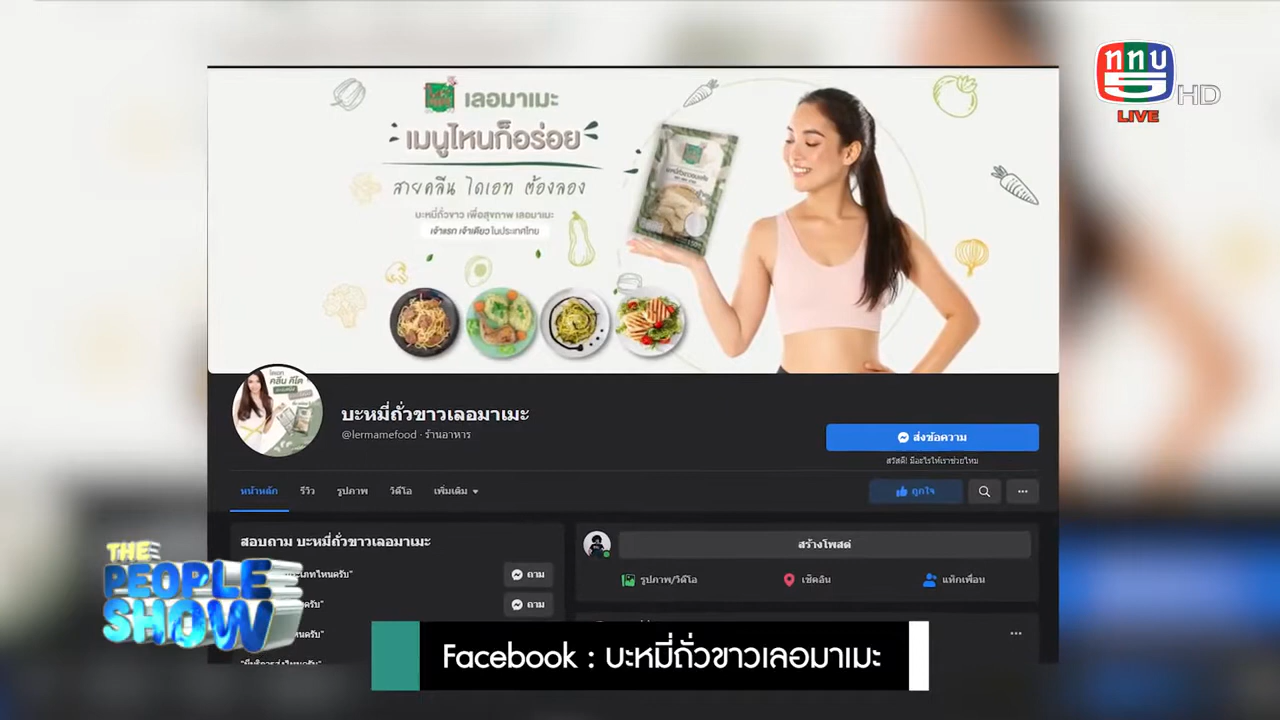 ททบ
5 HD
LIVE
เลอมาเมะ
เมนูไหนก็อร่อย
สายคลีน ไดเอท ต้องลอง
บะหมี่ถั่วขาว เพื่อสุขภาพ เลอมาเมะ
เจ้าแรก เจ้าเดียว ในประเทศไทย
ไดเอท
คลีน คีโต
บะหมี่ถั่วขาวเลอมาเมะ
@lermamefood · ร้านอาหาร
ส่งข้อความ
สวัสดี! มีอะไรให้เราช่วยไหม
หน้าหลัก รีวิว รูปภาพ วิดีโอ เพิ่มเติม
ถูกใจ
สอบถาม บะหมี่ถั่วขาวเลอมาเมะ
ถาม
ถาม
สร้างโพสต์
รูปภาพ/วิดีโอ เช็คอิน แท็กเพื่อน
THE
PEOPLE
SHOW
Facebook : บะหมี่ถั่วขาวเลอมาเมะ